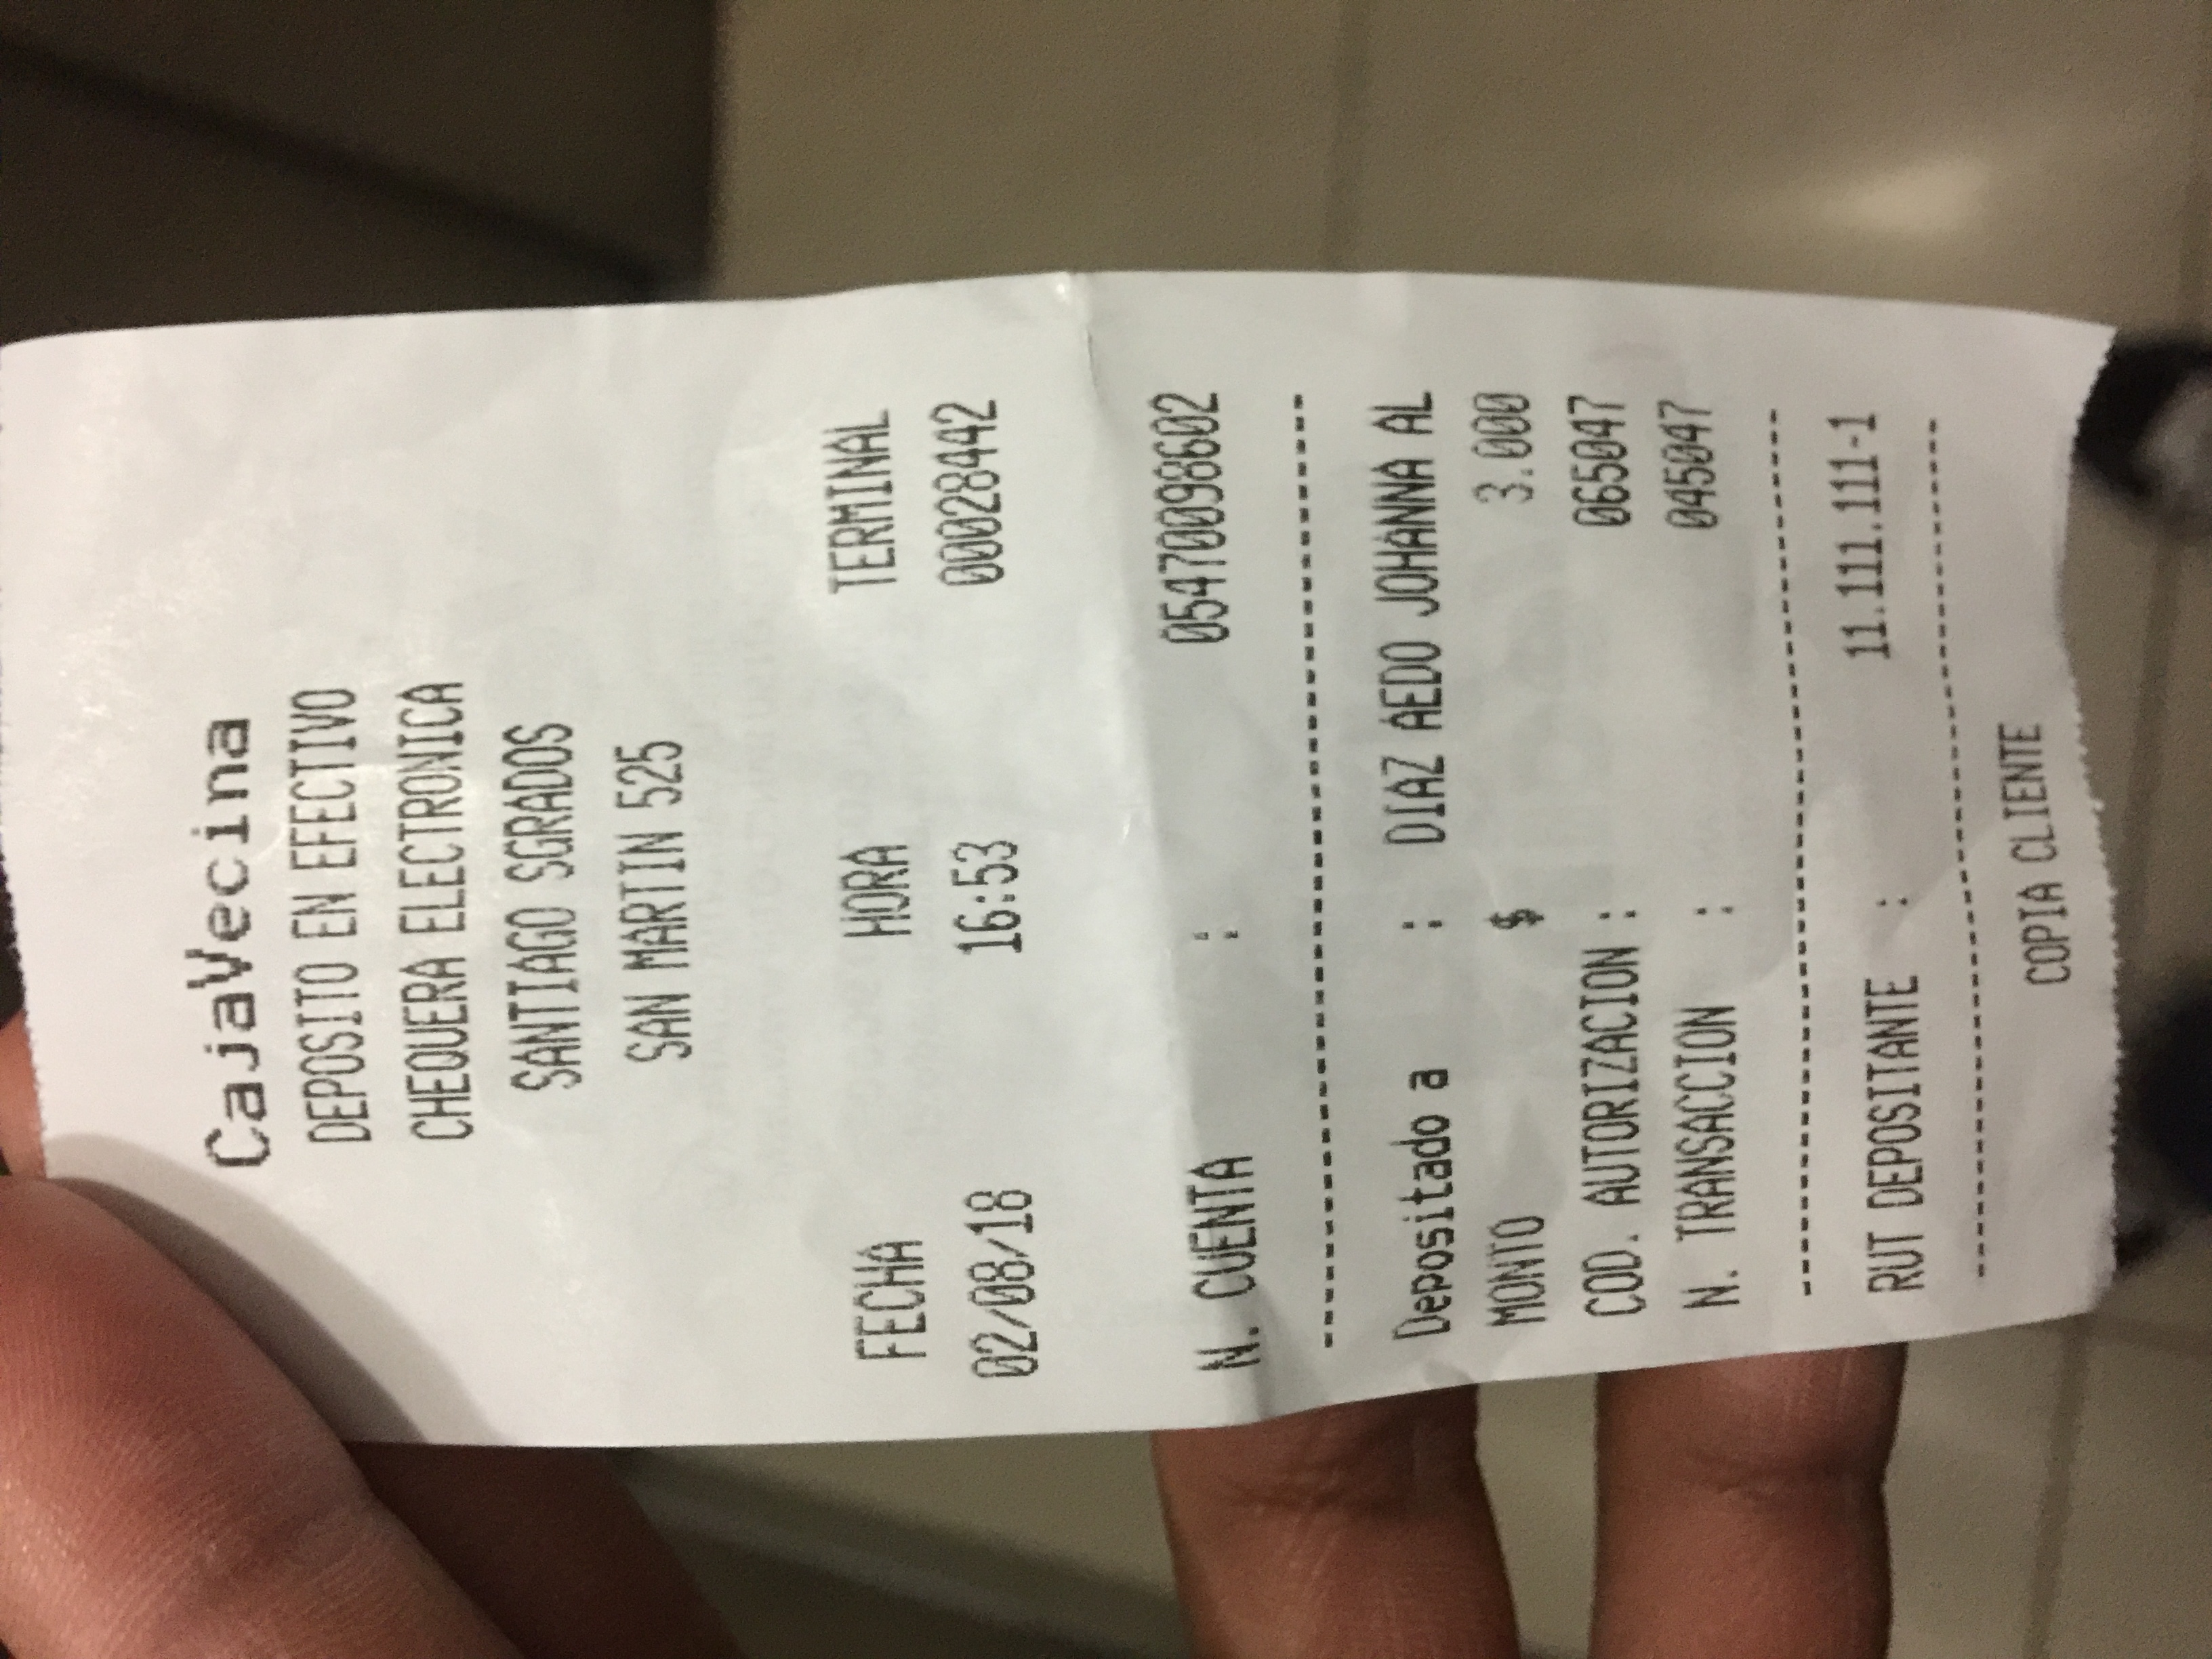 CajaVecina
DEPOSITO EN EFECTIVO
CHEQUERA ELECTRONICA
SANTIAGO SGRADOS
SAN MARTIN 525
FECHA HORA TERMINAL
02/08/18 16:53 00028442
N. CUENTA : 05470098602
Depositado a : DIAZ AEDO JOHANNA AL
MONTO $ 3.000
COD. AUTORIZACION : 065047
N. TRANSACCION : 045047
RUT DEPOSITANTE : 11.111.111-1
COPIA CLIENTE